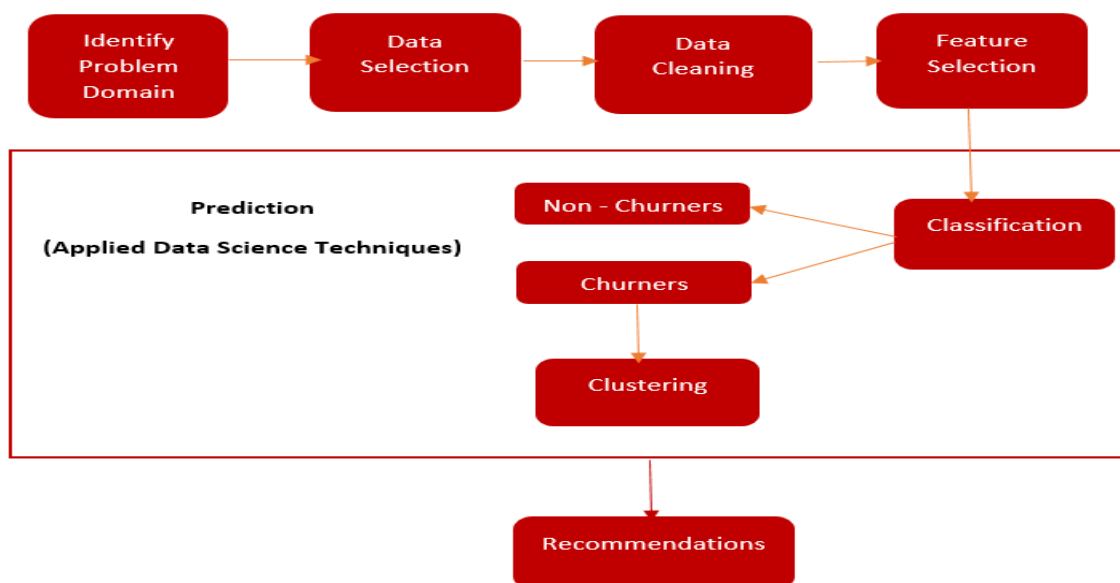 Identify
Problem
Domain
Data
Selection
Data
Cleaning
Feature
Selection
Prediction
(Applied Data Science Techniques)
Non - Churners
Classification
Churners
Clustering
Recommendations